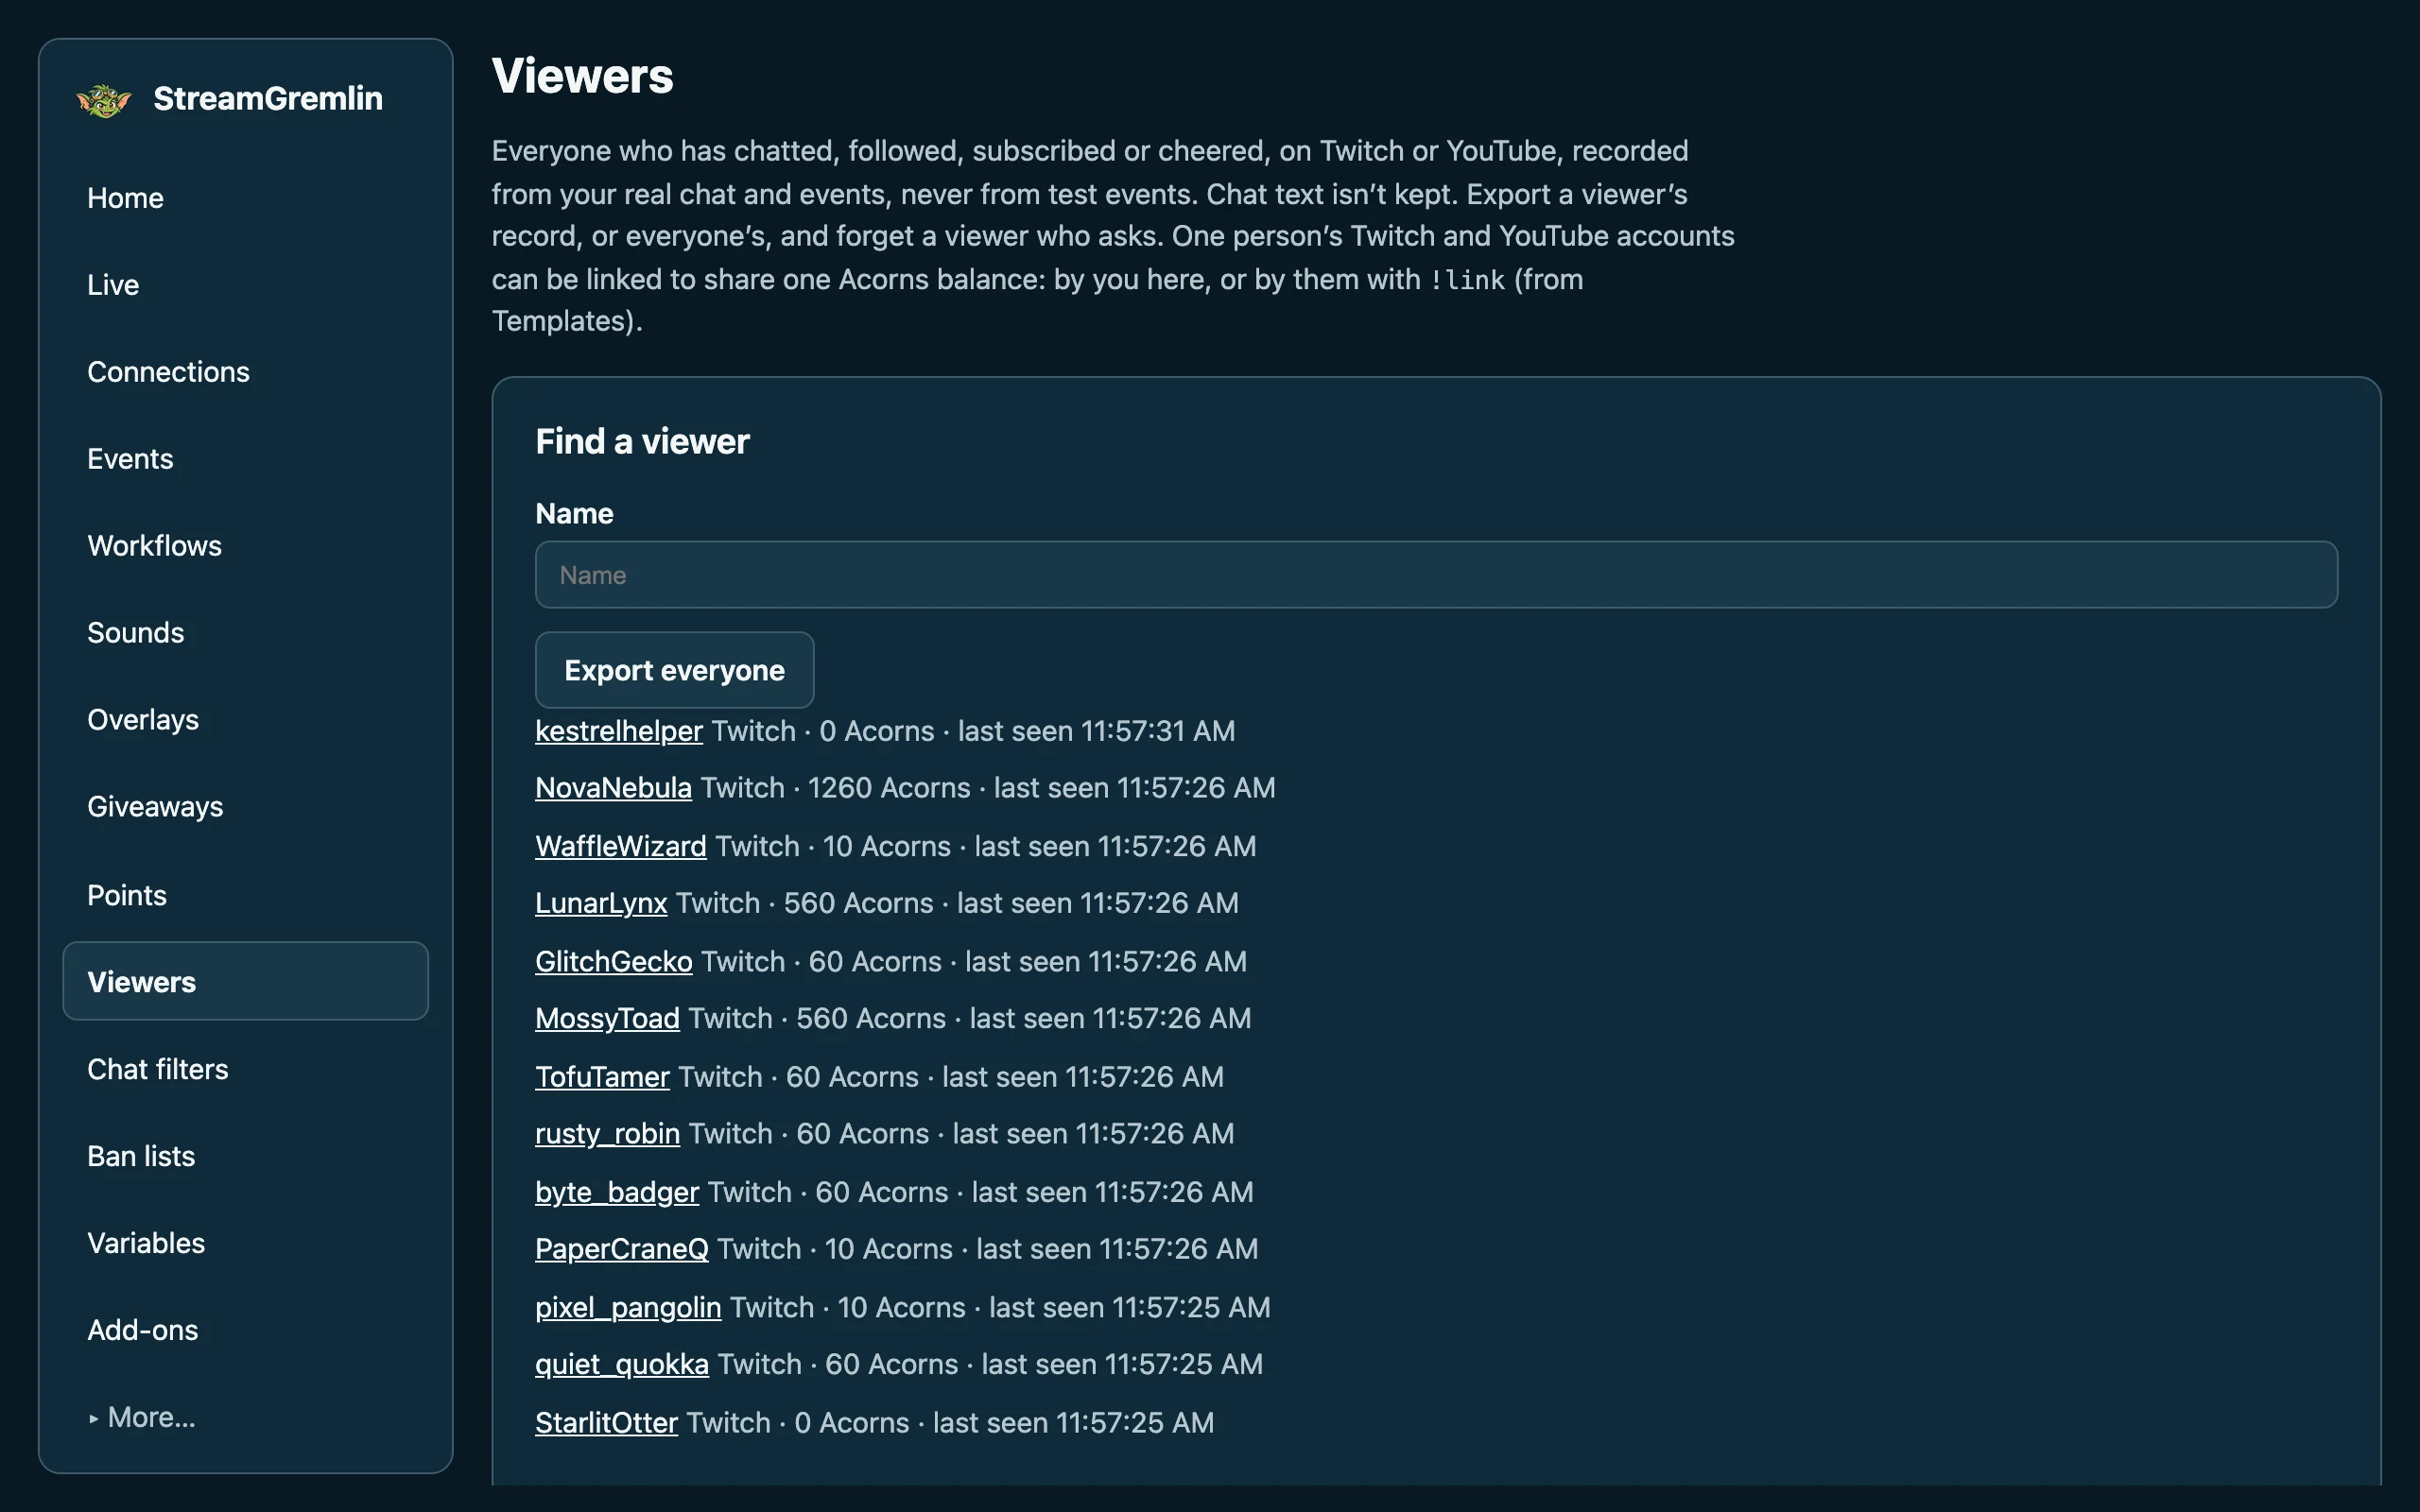 StreamGremlin
Home
Live
Connections
Events
Workflows
Sounds
Overlays
Giveaways
Points
Viewers
Chat filters
Ban lists
Variables
Add-ons
▸ More...
Viewers
Everyone who has chatted, followed, subscribed or cheered, on Twitch or YouTube, recorded
from your real chat and events, never from test events. Chat text isn’t kept. Export a viewer’s
record, or everyone’s, and forget a viewer who asks. One person’s Twitch and YouTube accounts
can be linked to share one Acorns balance: by you here, or by them with !link (from
Templates).
Find a viewer
Name
Name
Export everyone
kestrelhelper Twitch · 0 Acorns · last seen 11:57:31 AM
NovaNebula Twitch · 1260 Acorns · last seen 11:57:26 AM
WaffleWizard Twitch · 10 Acorns · last seen 11:57:26 AM
LunarLynx Twitch · 560 Acorns · last seen 11:57:26 AM
GlitchGecko Twitch · 60 Acorns · last seen 11:57:26 AM
MossyToad Twitch · 560 Acorns · last seen 11:57:26 AM
TofuTamer Twitch · 60 Acorns · last seen 11:57:26 AM
rusty_robin Twitch · 60 Acorns · last seen 11:57:26 AM
byte_badger Twitch · 60 Acorns · last seen 11:57:26 AM
PaperCraneQ Twitch · 10 Acorns · last seen 11:57:26 AM
pixel_pangolin Twitch · 10 Acorns · last seen 11:57:25 AM
quiet_quokka Twitch · 60 Acorns · last seen 11:57:25 AM
StarlitOtter Twitch · 0 Acorns · last seen 11:57:25 AM